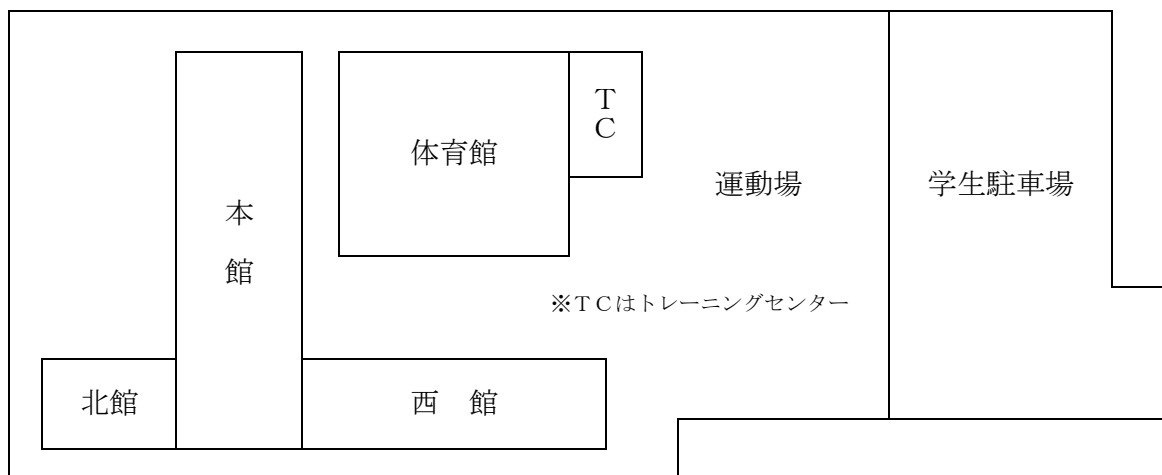 ＴＣ
体育館
運動場
学生駐車場
本館
※ＴＣはトレーニングセンター
北館
西　館